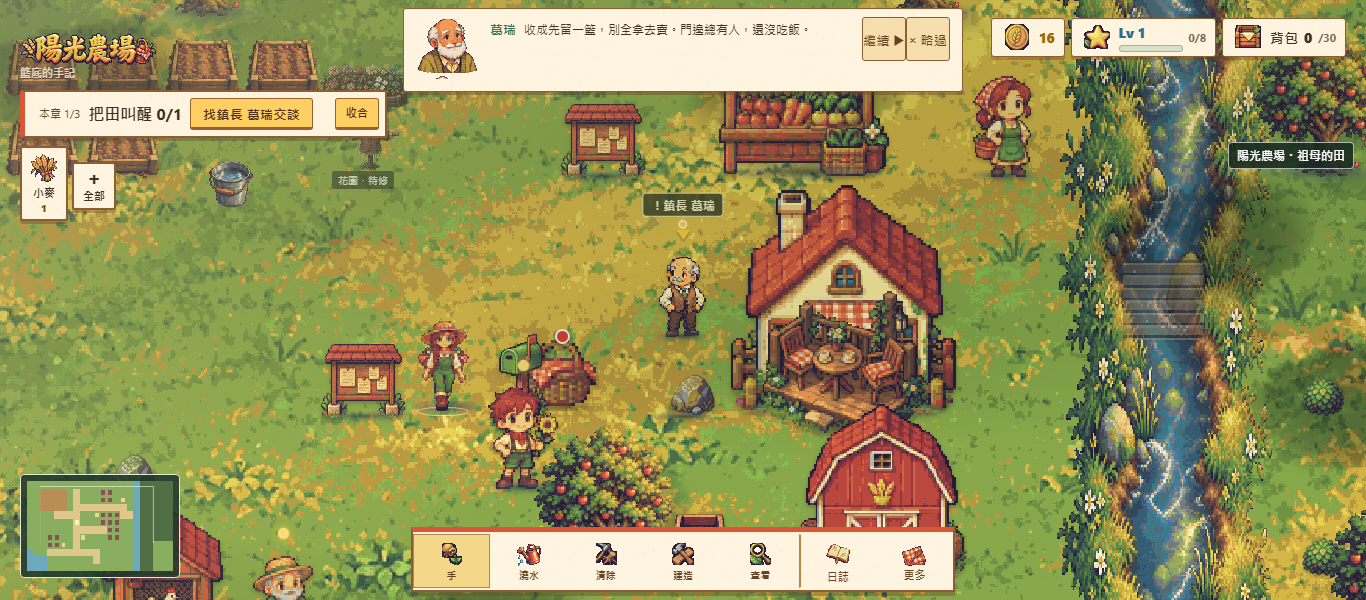 陽光農場
籃底的手記
本章 1/3 把田叫醒 0/1 找鎮長 葛瑞交談 收合
小麥
1
+
全部
葛瑞 收成先留一籃，別全拿去賣。門邊總有人，還沒吃飯。
繼續 ▶
× 略過
16
Lv 1
0/8
背包 0 /30
陽光農場・祖母的田
花園・待修
! 鎮長 葛瑞
手
澆水
清除
建造
查看
日誌
更多